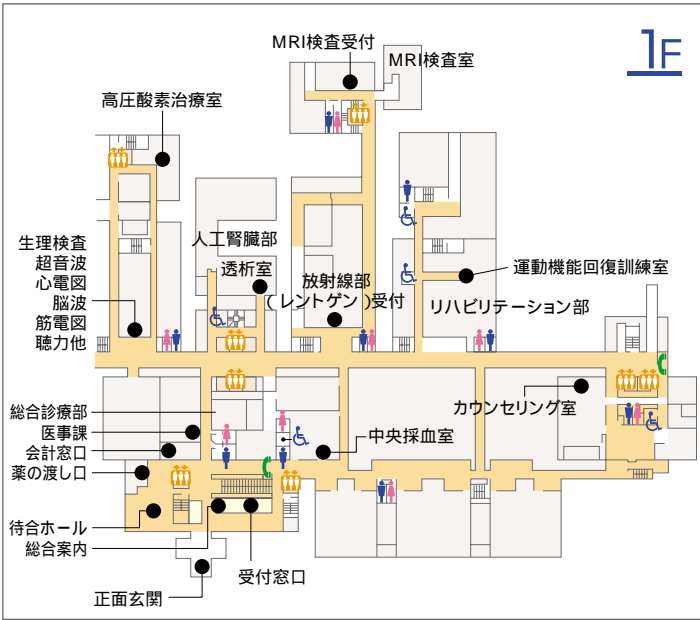 1F
MRI検査受付
MRI検査室
高圧酸素治療室
生理検査
超音波
心電図
脳波
筋電図
聴力他
人工腎臓部
透析室
放射線部
(レントゲン)受付
運動機能回復訓練室
リハビリテーション部
カウンセリング室
総合診療部
医事課
会計窓口
薬の渡し口
中央採血室
待合ホール
総合案内
受付窓口
正面玄関